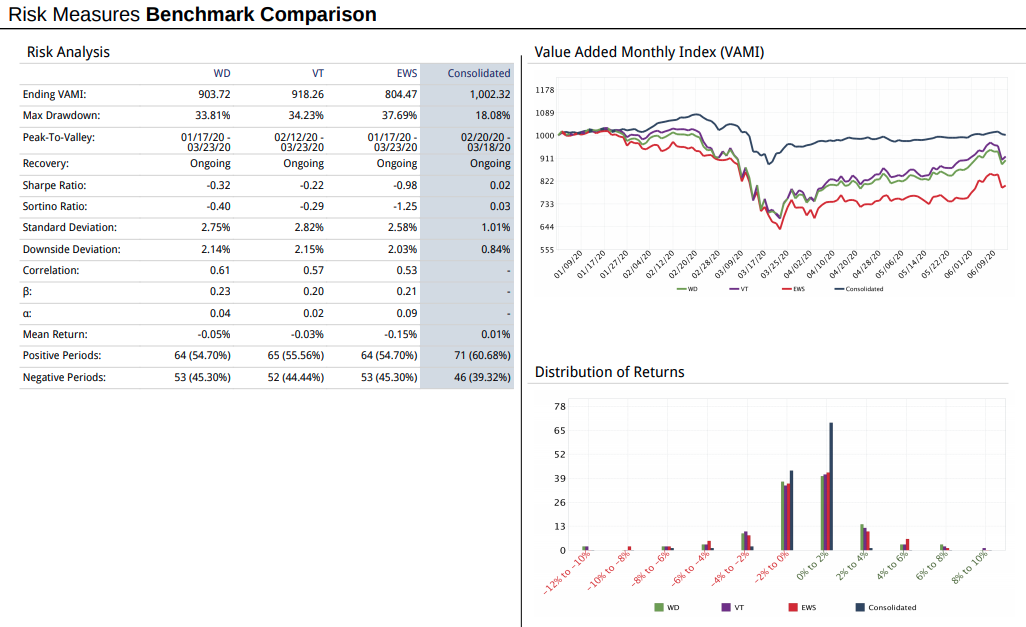 Risk Measures Benchmark Comparison
Risk Analysis
WD VT EWS Consolidated
Ending VAMI: 903.72 918.26 804.47 1,002.32
Max Drawdown: 33.81% 34.23% 37.69% 18.08%
Peak-To-Valley: 01/17/20 - 03/23/20 02/12/20 - 03/23/20 01/17/20 - 03/23/20 02/20/20 - 03/18/20
Recovery: Ongoing Ongoing Ongoing Ongoing
Sharpe Ratio: -0.32 -0.22 -0.98 0.02
Sortino Ratio: -0.40 -0.29 -1.25 0.03
Standard Deviation: 2.75% 2.82% 2.58% 1.01%
Downside Deviation: 2.14% 2.15% 2.03% 0.84%
Correlation: 0.61 0.57 0.53 -
β: 0.23 0.20 0.21 -
α: 0.04 0.02 0.09 -
Mean Return: -0.05% -0.03% -0.15% 0.01%
Positive Periods: 64 (54.70%) 65 (55.56%) 64 (54.70%) 71 (60.68%)
Negative Periods: 53 (45.30%) 52 (44.44%) 53 (45.30%) 46 (39.32%)
Value Added Monthly Index (VAMI)
1178
1089
1000
911
822
733
644
555
01/09/20 01/17/20 01/27/20 02/04/20 02/12/20 02/20/20 02/28/20 03/09/20 03/17/20 03/25/20 04/02/20 04/10/20 04/20/20 04/28/20 05/06/20 05/14/20 05/22/20 06/01/20 06/09/20
WD VT EWS Consolidated
Distribution of Returns
78
65
52
39
26
13
0
-12% to -10% -10% to -8% -8% to -6% -6% to -4% -4% to -2% -2% to 0% 0% to 2% 2% to 4% 4% to 6% 6% to 8% 8% to 10%
WD VT EWS Consolidated